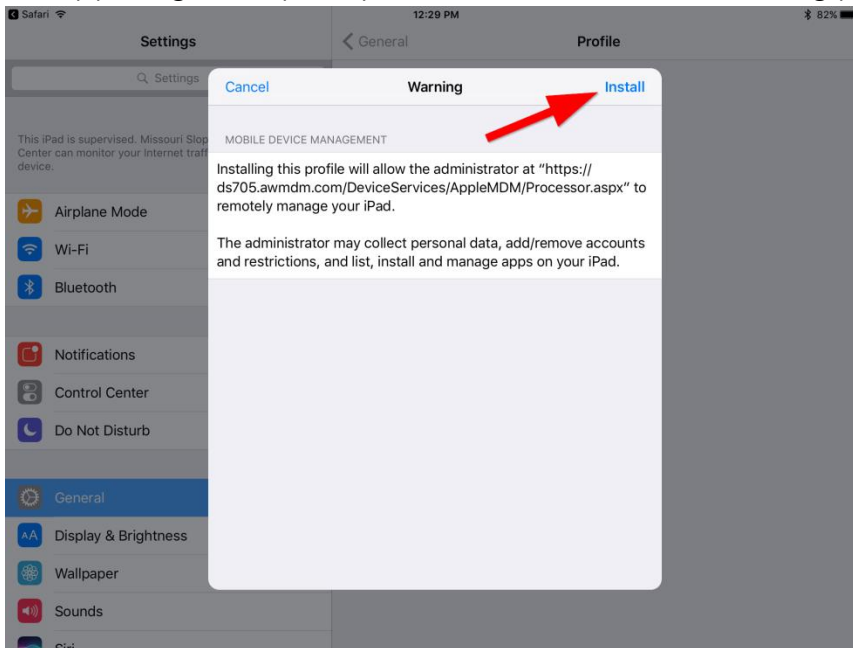 Safari
12:29 PM
82%
Settings
General
Profile
Settings
Cancel
Warning
Install
This iPad is supervised. Missouri Slop
Center can monitor your Internet traff
device.
MOBILE DEVICE MANAGEMENT
Installing this profile will allow the administrator at “https://
ds705.awmdm.com/DeviceServices/AppleMDM/Processor.aspx” to
remotely manage your iPad.
The administrator may collect personal data, add/remove accounts
and restrictions, and list, install and manage apps on your iPad.
Airplane Mode
Wi-Fi
Bluetooth
Notifications
Control Center
Do Not Disturb
General
AA
Display & Brightness
Wallpaper
Sounds